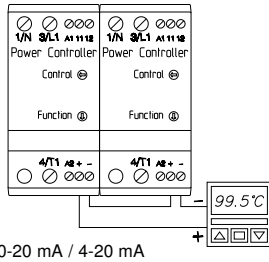 1/N 3/L1 A1 11 12 1/N 3/L1 A1 11 12
Power Controller Power Controller
Control Control
Function Function
4/T1 A2 + - 4/T1 A2 + -
-
99.5°C
+
0-20 mA / 4-20 mA